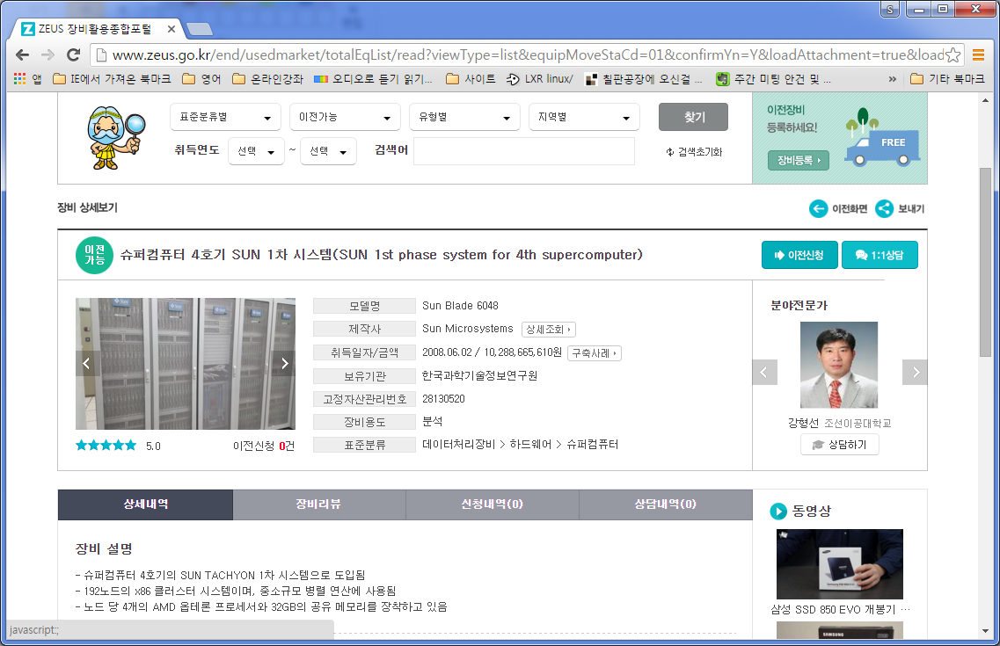 S
ZEUS 장비활용종합포털
www.zeus.go.kr/end/usedmarket/totalEqList/read?viewType=list&equipMoveStaCd=01&confirmYn=Y&loadAttachment=true&load
앱 IE에서 가져온 북마크 영어 온라인강좌 오디오로 듣기 읽기... 사이트 LXR linux/ 칠판공장에 오신걸 ... 주간 미팅 안건 및 ... » 기타 북마크
표준분류별 이전가능 유형별 지역별 찾기
취득연도 선택 ~ 선택 검색어 검색초기화
이전장비
등록하세요!
FREE
장비등록 ›
장비 상세보기 이전화면 보내기
이전
가능
슈퍼컴퓨터 4호기 SUN 1차 시스템(SUN 1st phase system for 4th supercomputer)
이전신청 1:1상담
모델명 Sun Blade 6048
제작사 Sun Microsystems 상세조회 ›
취득일자/금액 2008.06.02 / 10,288,665,610원 구축사례 ›
보유기관 한국과학기술정보연구원
고정자산관리번호 28130520
장비용도 분석
표준분류 데이터처리장비 > 하드웨어 > 슈퍼컴퓨터
5.0 이전신청 0건
분야전문가
강형선 조선이공대학교
상담하기
상세내역 장비리뷰 신청내역(0) 상담내역(0)
장비 설명
- 슈퍼컴퓨터 4호기의 SUN TACHYON 1차 시스템으로 도입됨
- 192노드의 x86 클러스터 시스템이며, 중소규모 병렬 연산에 사용됨
- 노드 당 4개의 AMD 옵테론 프로세서와 32GB의 공유 메모리를 장착하고 있음
동영상
삼성 SSD 850 EVO 개봉기 ...
SAMSUNG
javascript:;